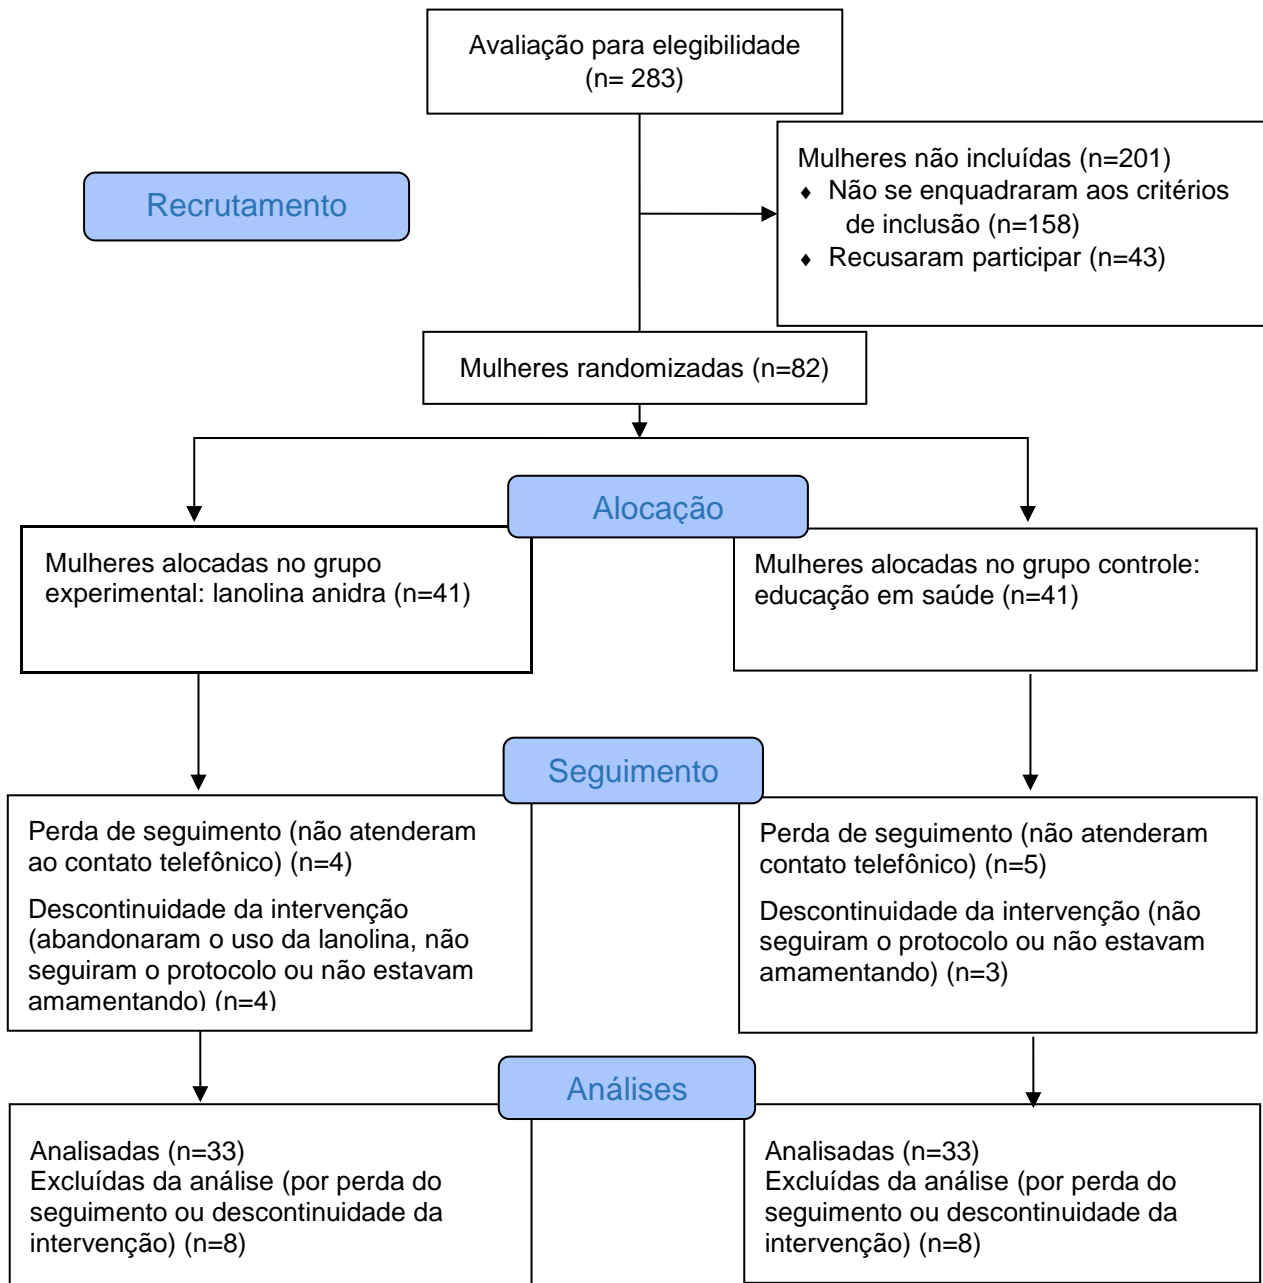 Avaliação para elegibilidade
(n= 283)
Mulheres não incluídas (n=201)
♦ Não se enquadraram aos critérios
de inclusão (n=158)
♦ Recusaram participar (n=43)
Recrutamento
Mulheres randomizadas (n=82)
Alocação
Mulheres alocadas no grupo
experimental: lanolina anidra (n=41)
Mulheres alocadas no grupo controle:
educação em saúde (n=41)
Seguimento
Perda de seguimento (não atenderam
ao contato telefônico) (n=4)
Descontinuidade da intervenção
(abandonaram o uso da lanolina, não
seguiram o protocolo ou não estavam
amamentando) (n=4)
Perda de seguimento (não atenderam
contato telefônico) (n=5)
Descontinuidade da intervenção (não
seguiram o protocolo ou não estavam
amamentando) (n=3)
Análises
Analisadas (n=33)
Excluídas da análise (por perda do
seguimento ou descontinuidade da
intervenção) (n=8)
Analisadas (n=33)
Excluídas da análise (por perda do
seguimento ou descontinuidade da
intervenção) (n=8)